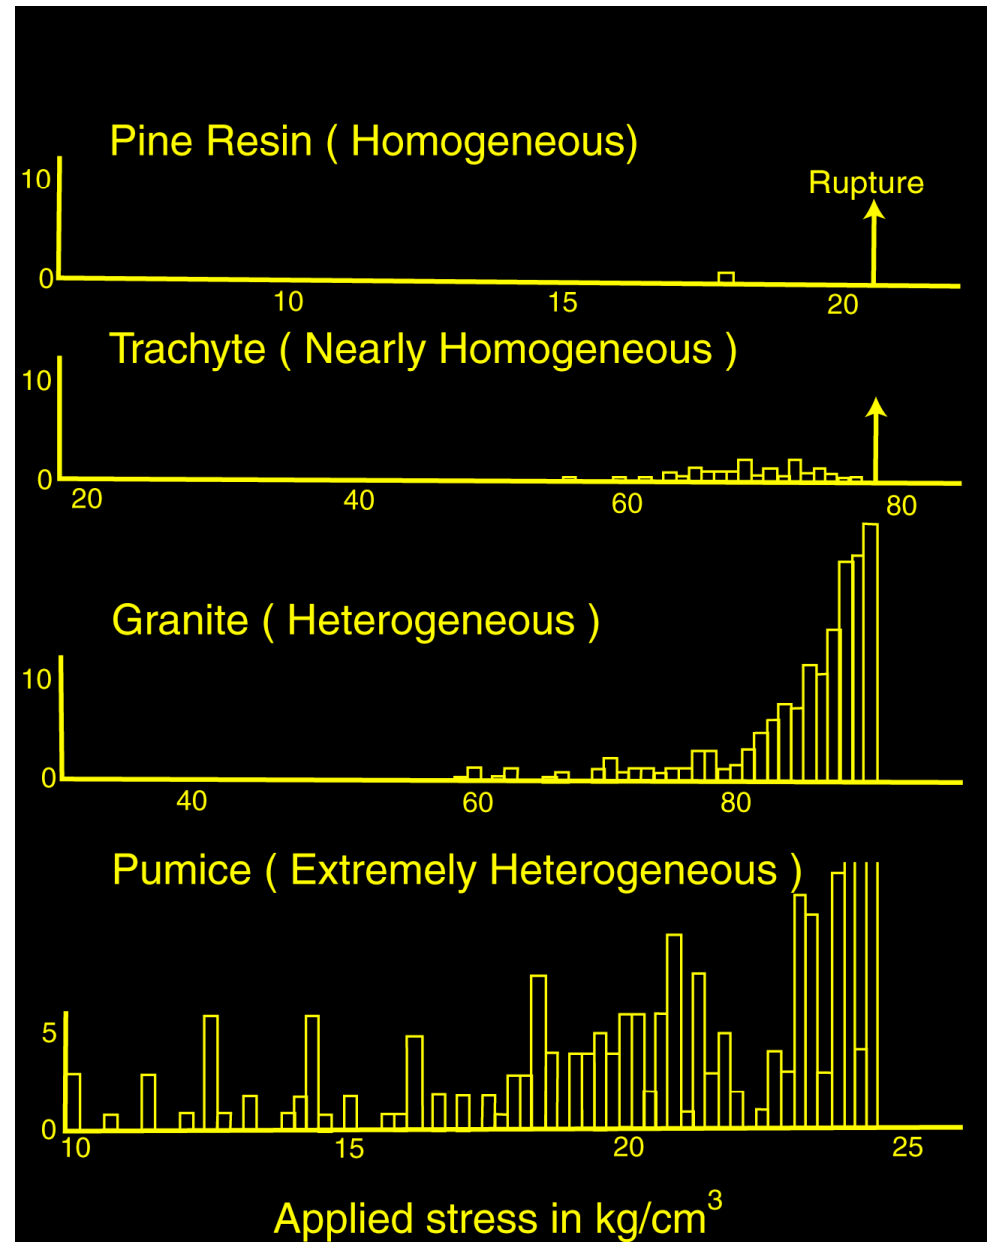 Pine Resin ( Homogeneous)
10
Rupture
0
10 15 20
Trachyte ( Nearly Homogeneous )
10
0
20 40 60 80
Granite ( Heterogeneous )
10
0
40 60 80
Pumice ( Extremely Heterogeneous )
5
0
10 15 20 25
Applied stress in kg/cm³